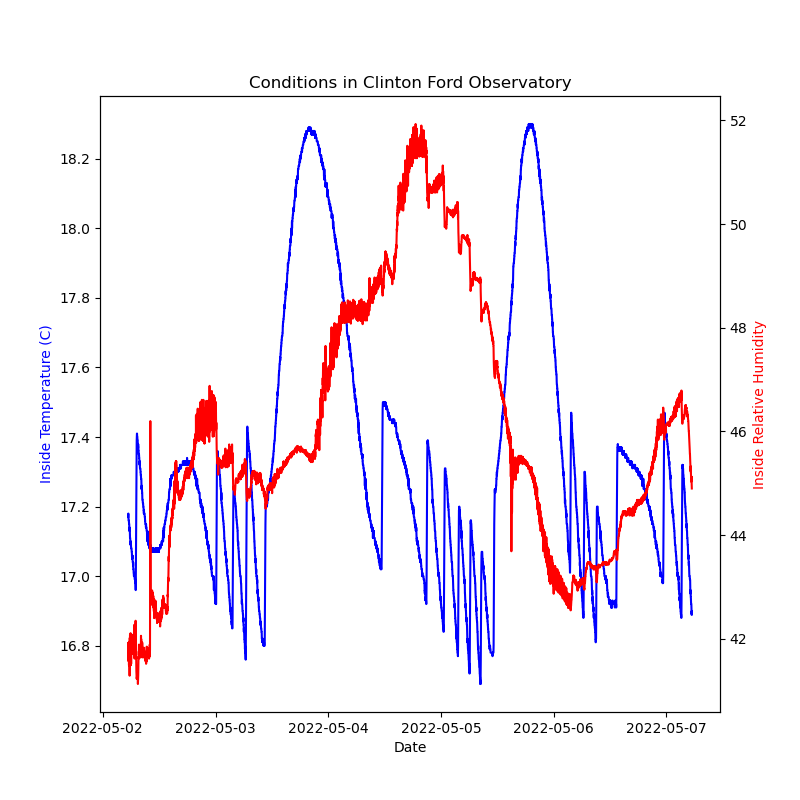 Conditions in Clinton Ford Observatory
Inside Temperature (C)
18.2
18.0
17.8
17.6
17.4
17.2
17.0
16.8
52
50
48
46
44
42
Inside Relative Humidity
2022-05-02 2022-05-03 2022-05-04 2022-05-05 2022-05-06 2022-05-07
Date